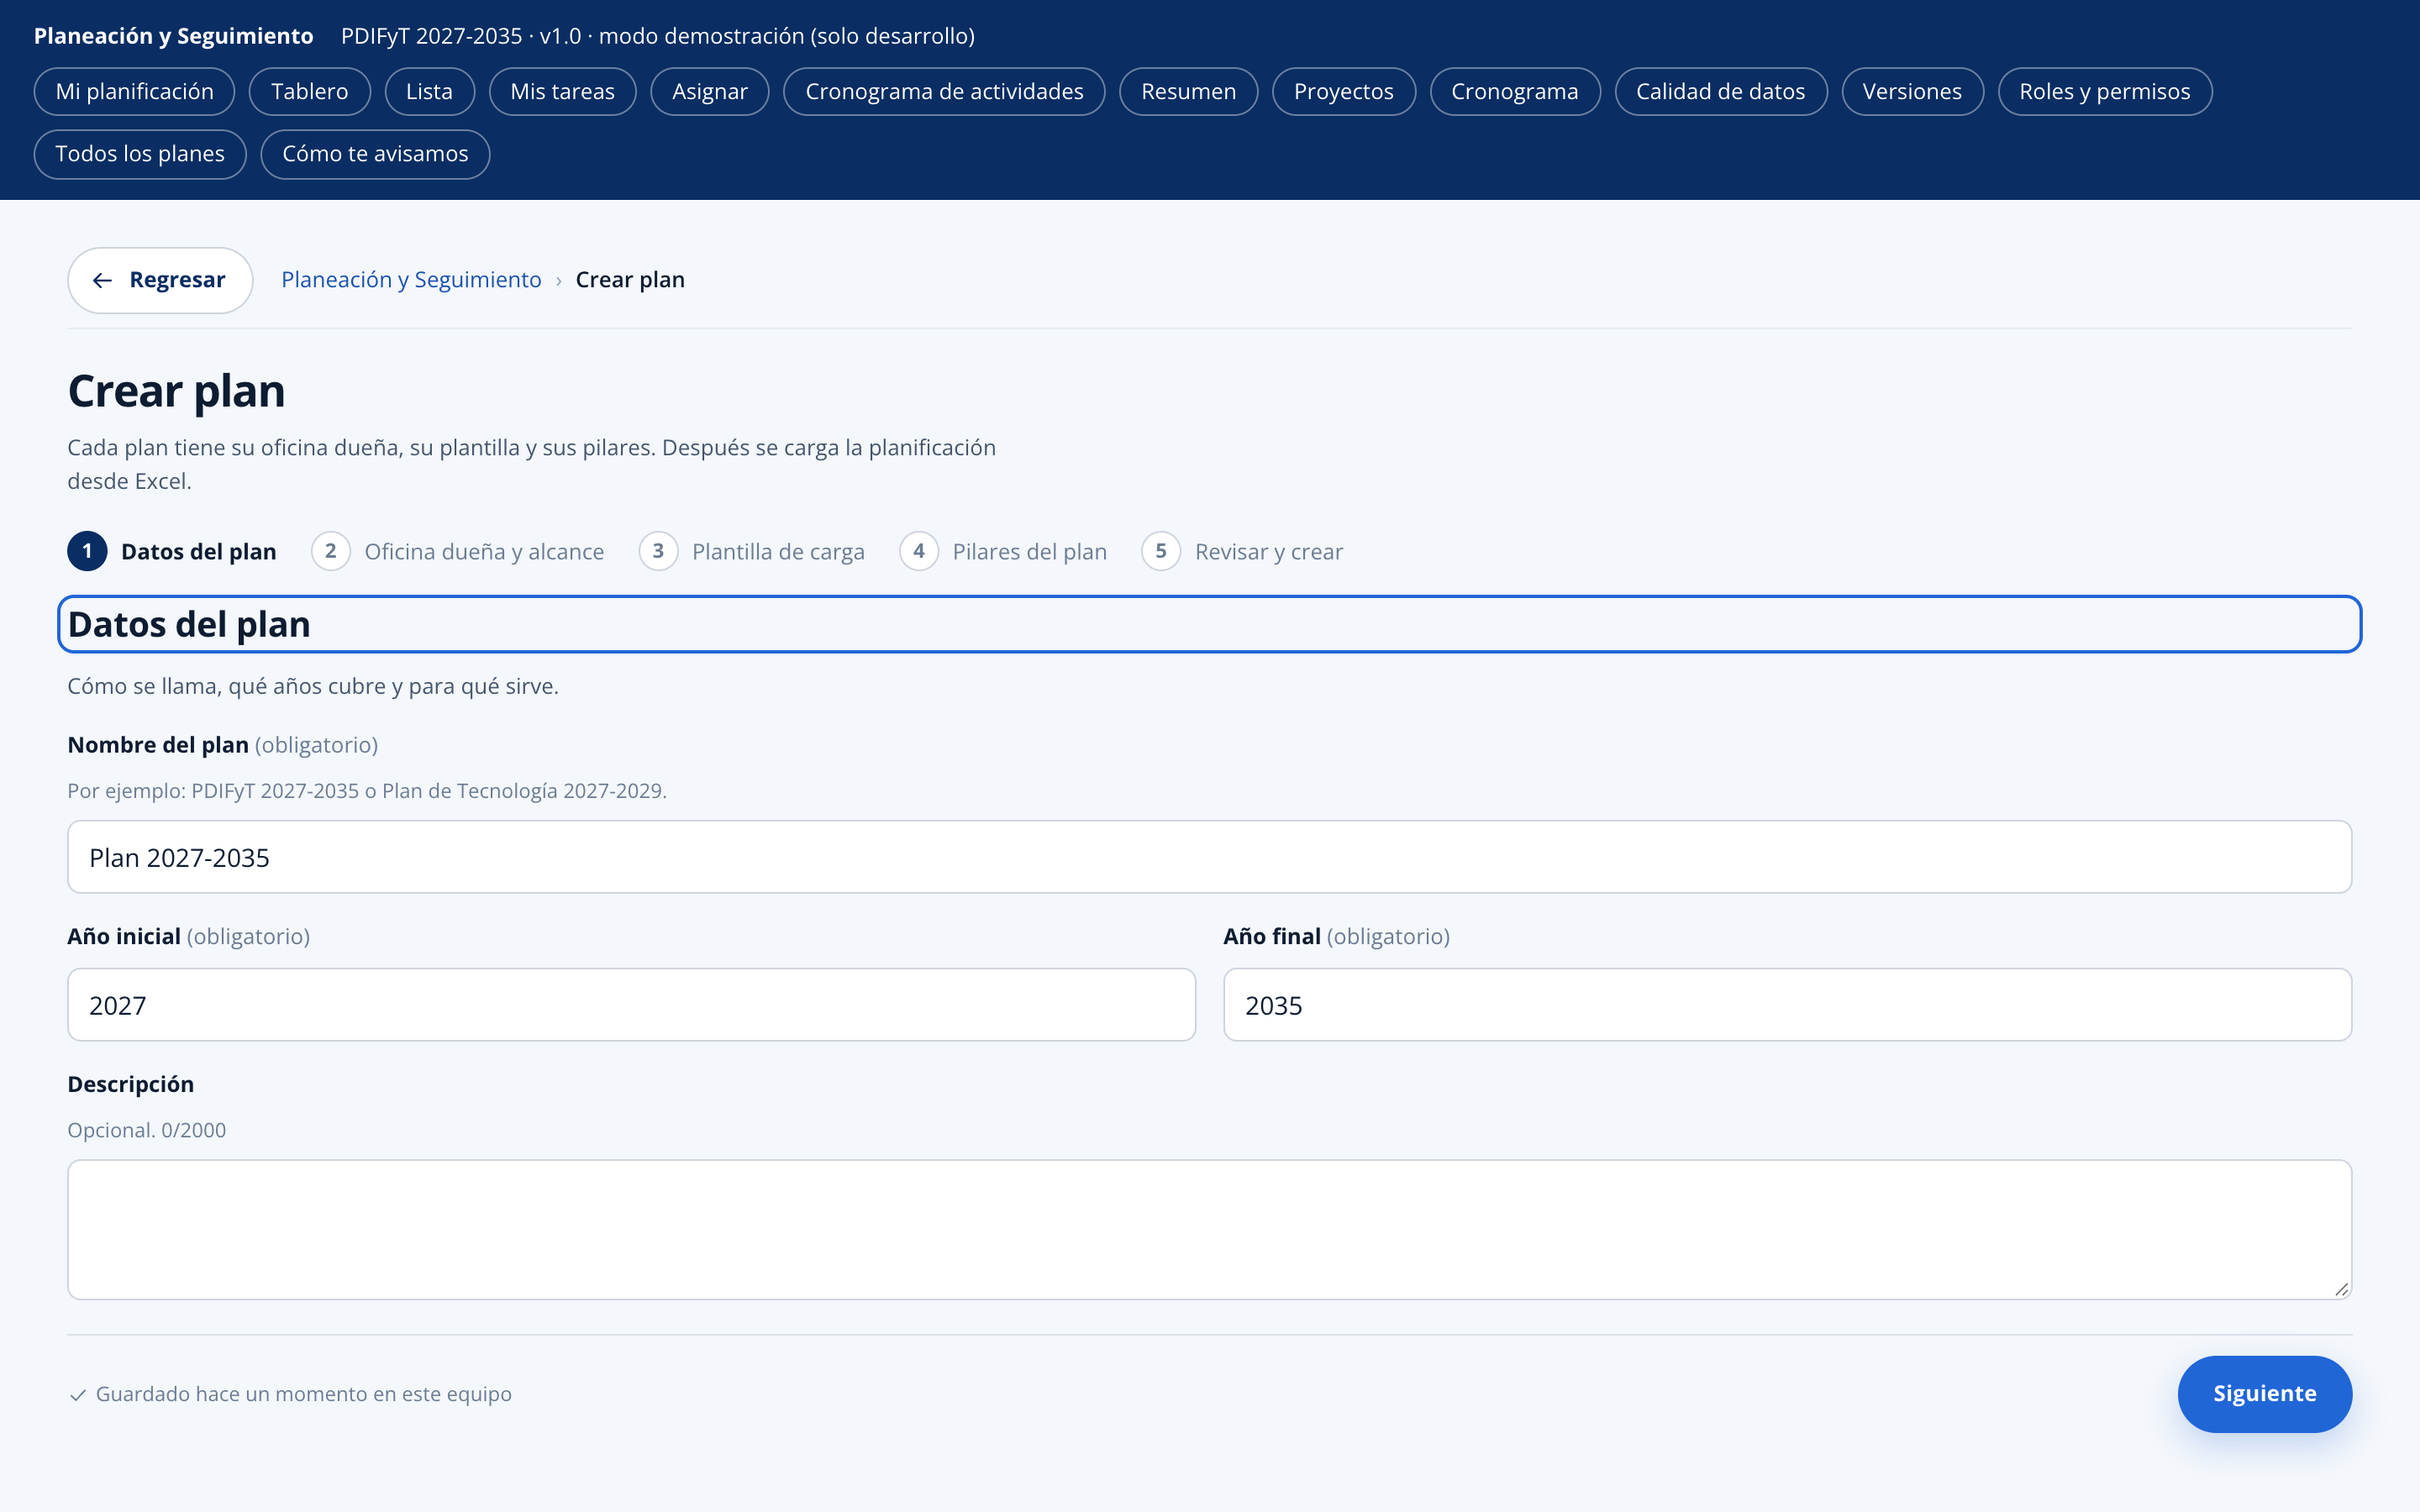 Planeación y Seguimiento PDIFyT 2027-2035 · v1.0 · modo demostración (solo desarrollo)
Mi planificación Tablero Lista Mis tareas Asignar Cronograma de actividades Resumen Proyectos Cronograma Calidad de datos Versiones Roles y permisos
Todos los planes Cómo te avisamos
← Regresar Planeación y Seguimiento › Crear plan
Crear plan
Cada plan tiene su oficina dueña, su plantilla y sus pilares. Después se carga la planificación
desde Excel.
1 Datos del plan 2 Oficina dueña y alcance 3 Plantilla de carga 4 Pilares del plan 5 Revisar y crear
Datos del plan
Cómo se llama, qué años cubre y para qué sirve.
Nombre del plan (obligatorio)
Por ejemplo: PDIFyT 2027-2035 o Plan de Tecnología 2027-2029.
Plan 2027-2035
Año inicial (obligatorio) Año final (obligatorio)
2027 2035
Descripción
Opcional. 0/2000
✓ Guardado hace un momento en este equipo Siguiente